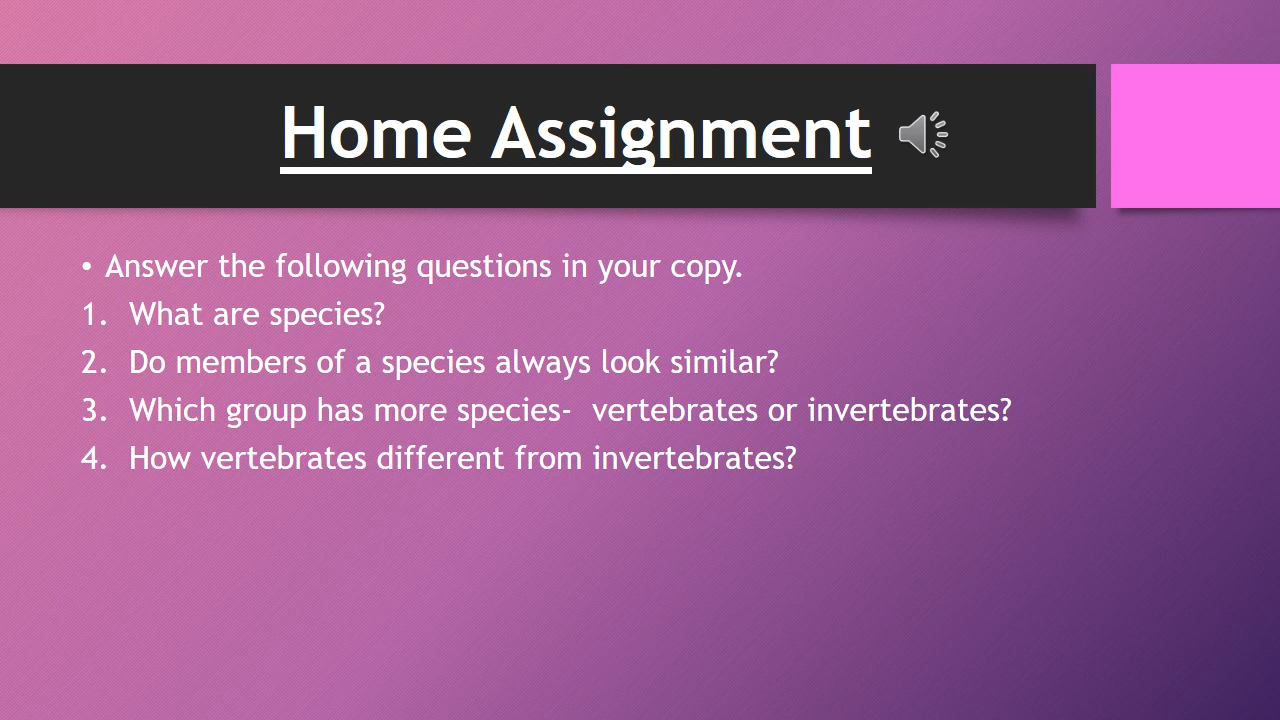 Home Assignment
• Answer the following questions in your copy.
1. What are species?
2. Do members of a species always look similar?
3. Which group has more species-  vertebrates or invertebrates?
4. How vertebrates different from invertebrates?